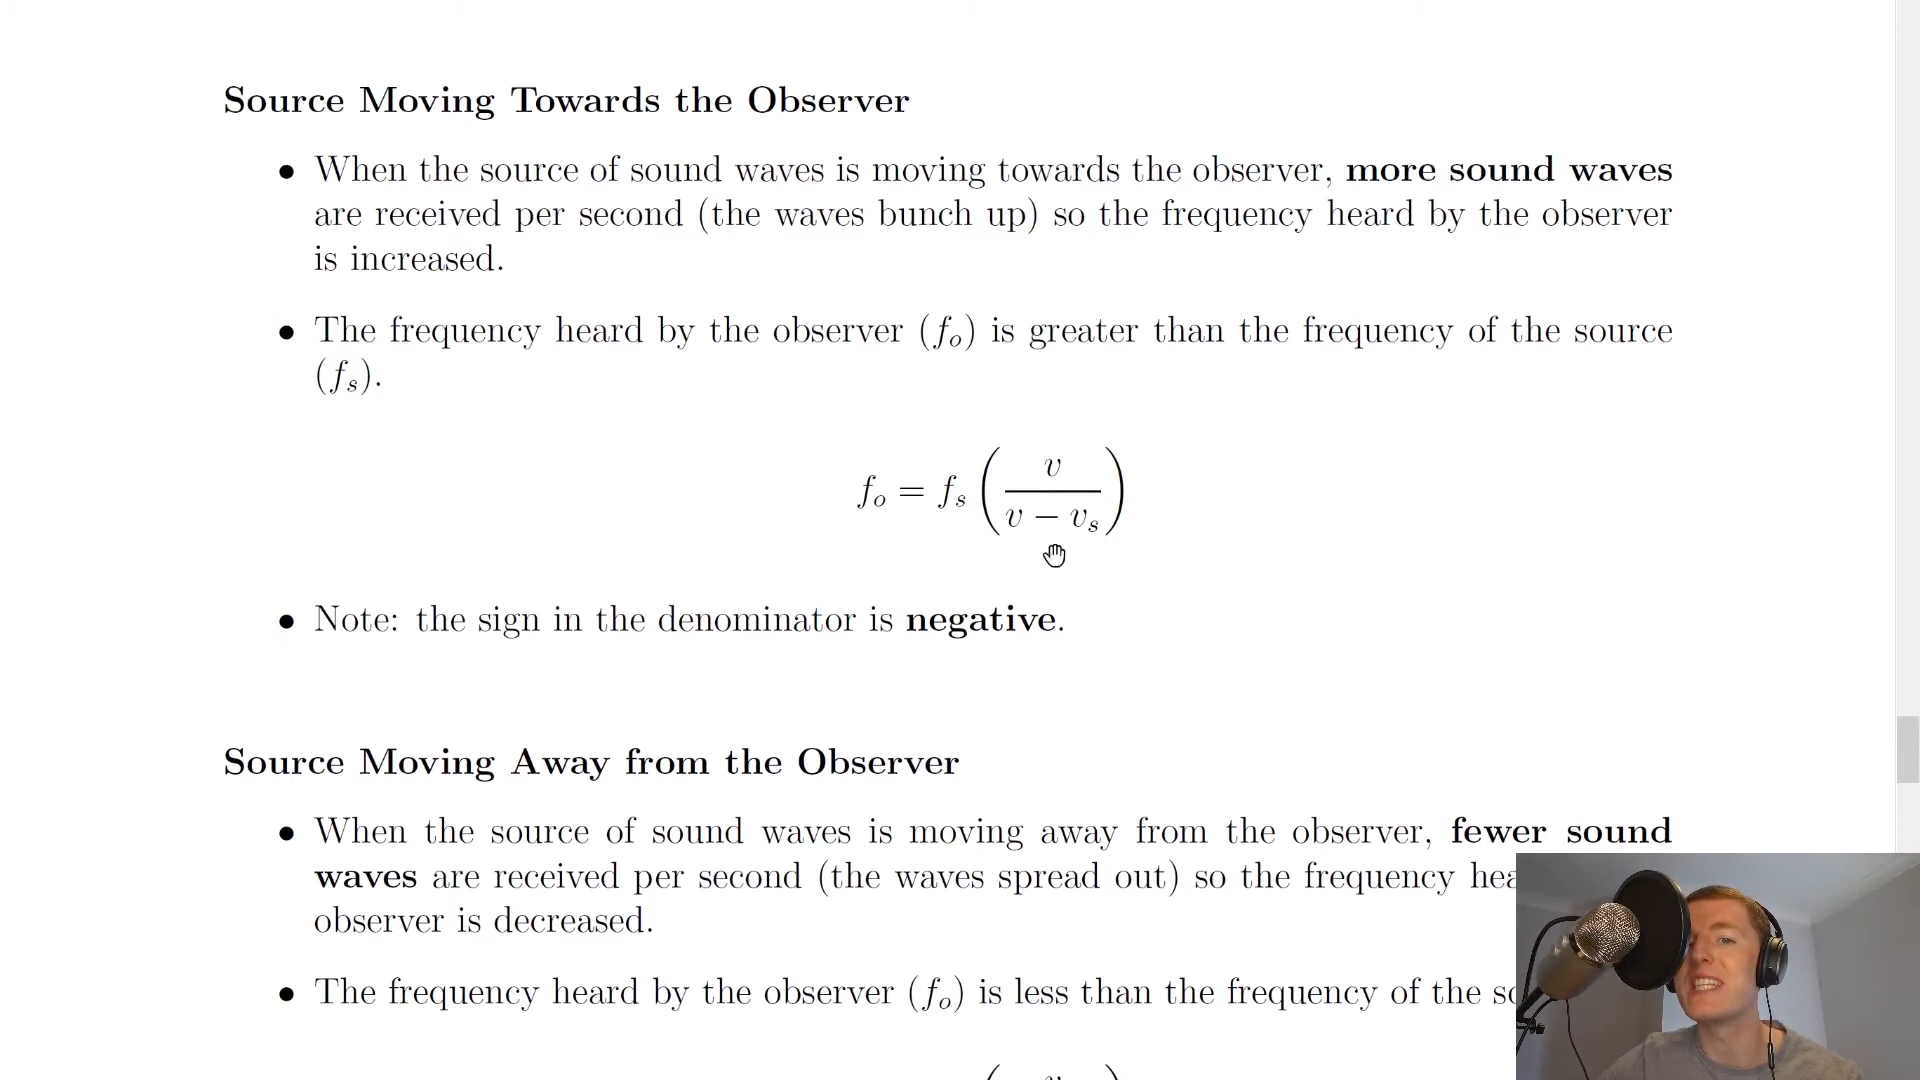 Source Moving Towards the Observer
• When the source of sound waves is moving towards the observer, more sound waves
are received per second (the waves bunch up) so the frequency heard by the observer
is increased.
• The frequency heard by the observer (fₒ) is greater than the frequency of the source
(fₛ).
fₒ = fₛ (v / (v − vₛ))
• Note: the sign in the denominator is negative.
Source Moving Away from the Observer
• When the source of sound waves is moving away from the observer, fewer sound
waves are received per second (the waves spread out) so the frequency
observer is decreased.
• The frequency heard by the observer (fₒ) is less than the frequency of the